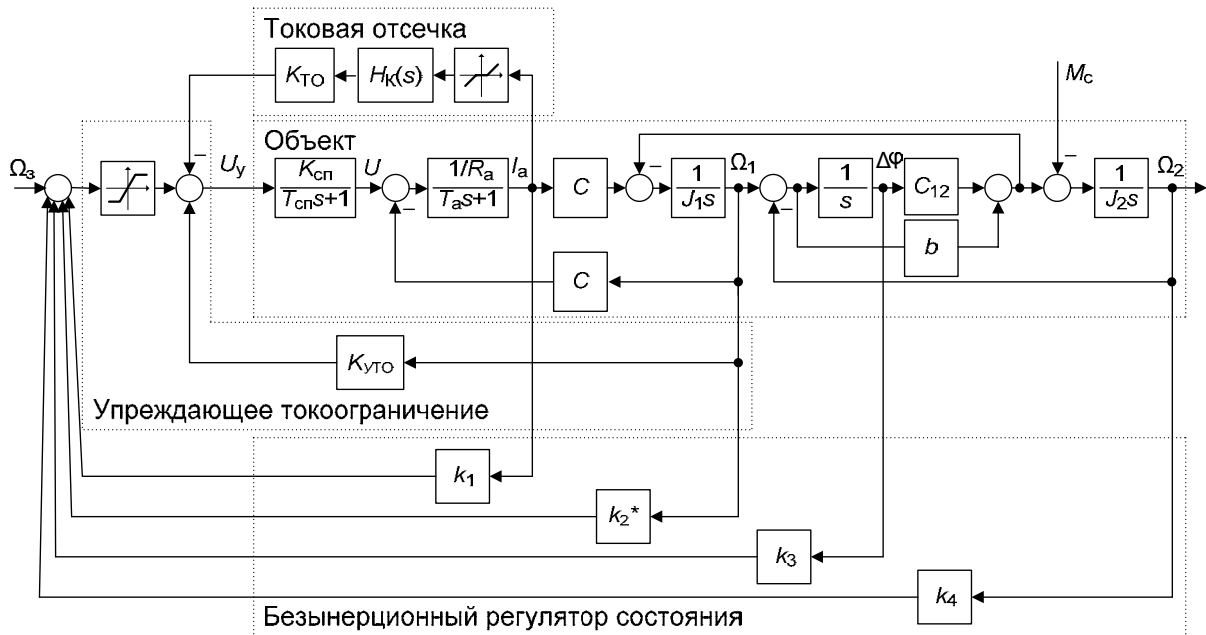 Токовая отсечка
K_ТО
H_К(s)
M_с
Объект
Ω_з
–
U_у
K_сп
T_спs+1
U
–
1/R_а
T_аs+1
I_а
C
–
1
J_1s
Ω_1
–
1
s
Δφ
C_12
b
–
1
J_2s
Ω_2
C
K_УТО
Упреждающее токоограничение
k_1
k_2*
k_3
k_4
Безынерционный регулятор состояния